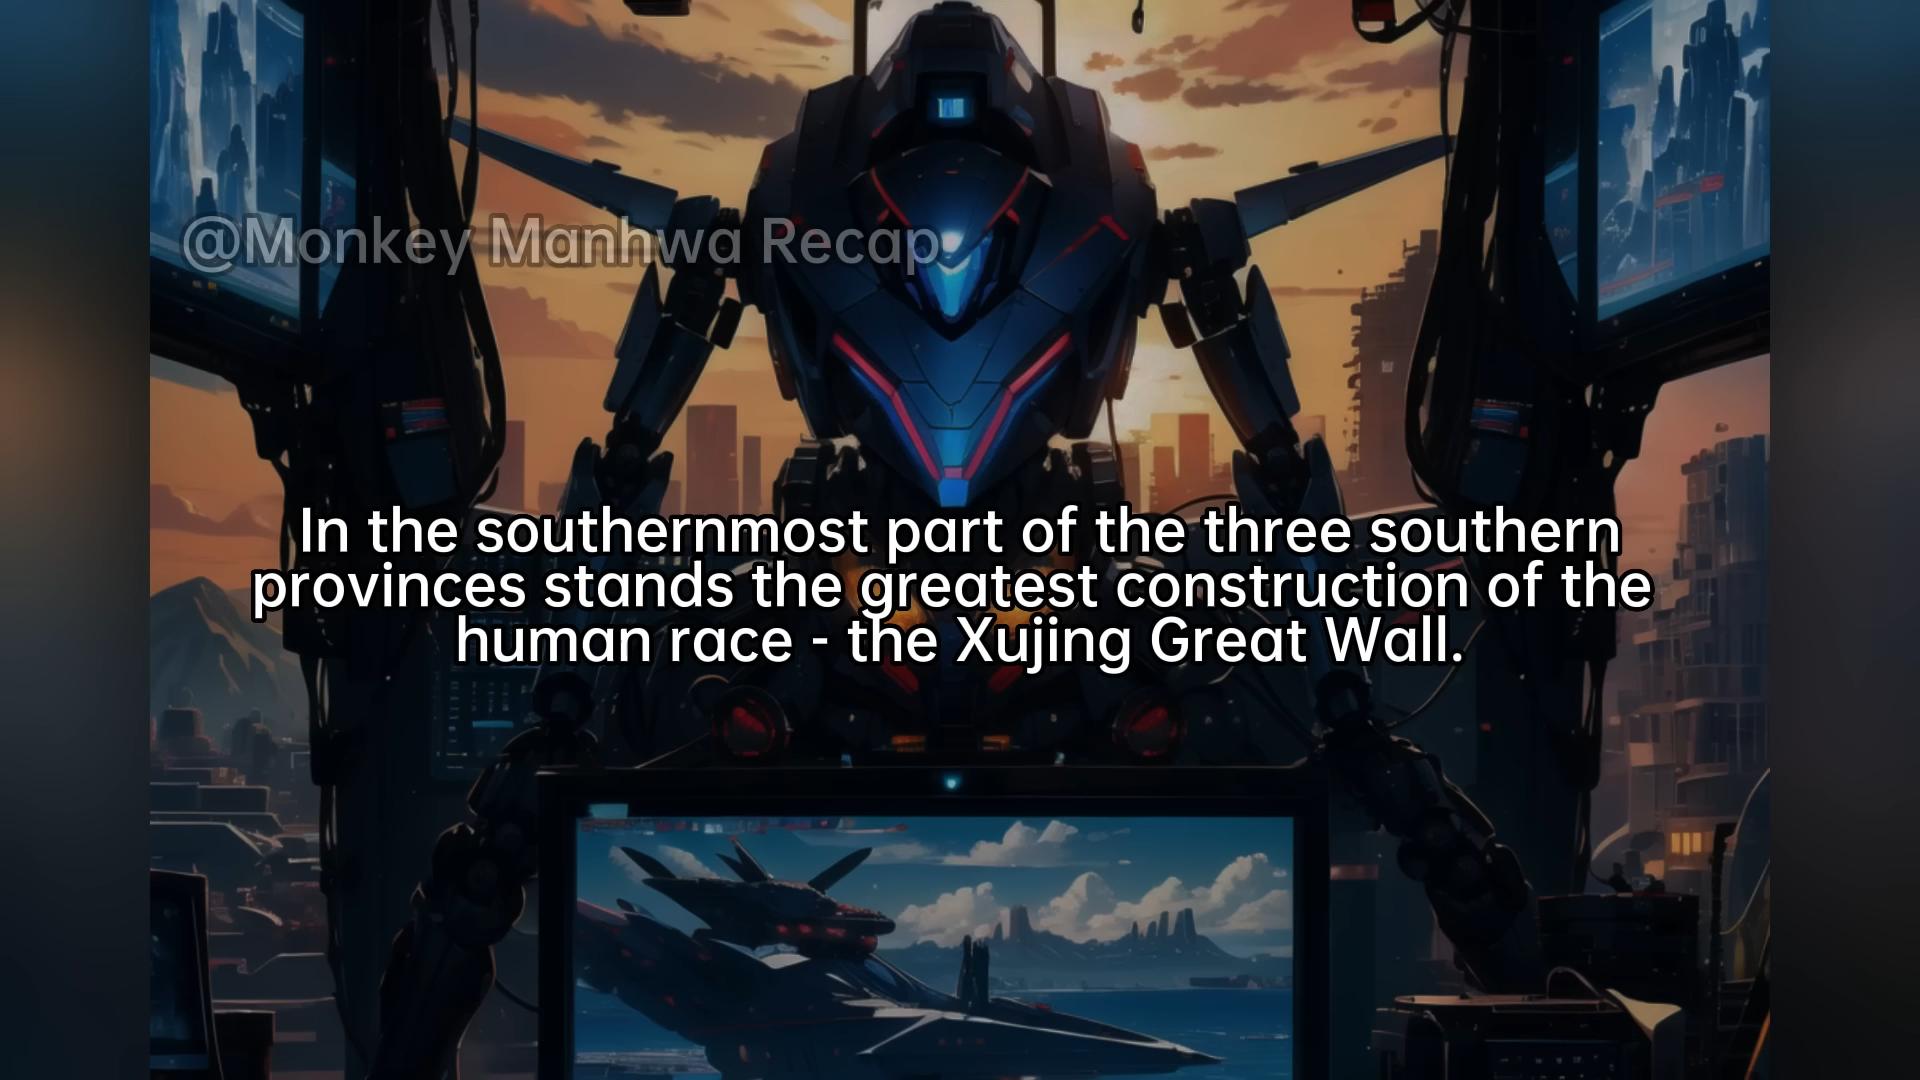 @Monkey Manhwa Recap
In the southernmost part of the three southern
provinces stands the greatest construction of the
human race - the Xujing Great Wall.